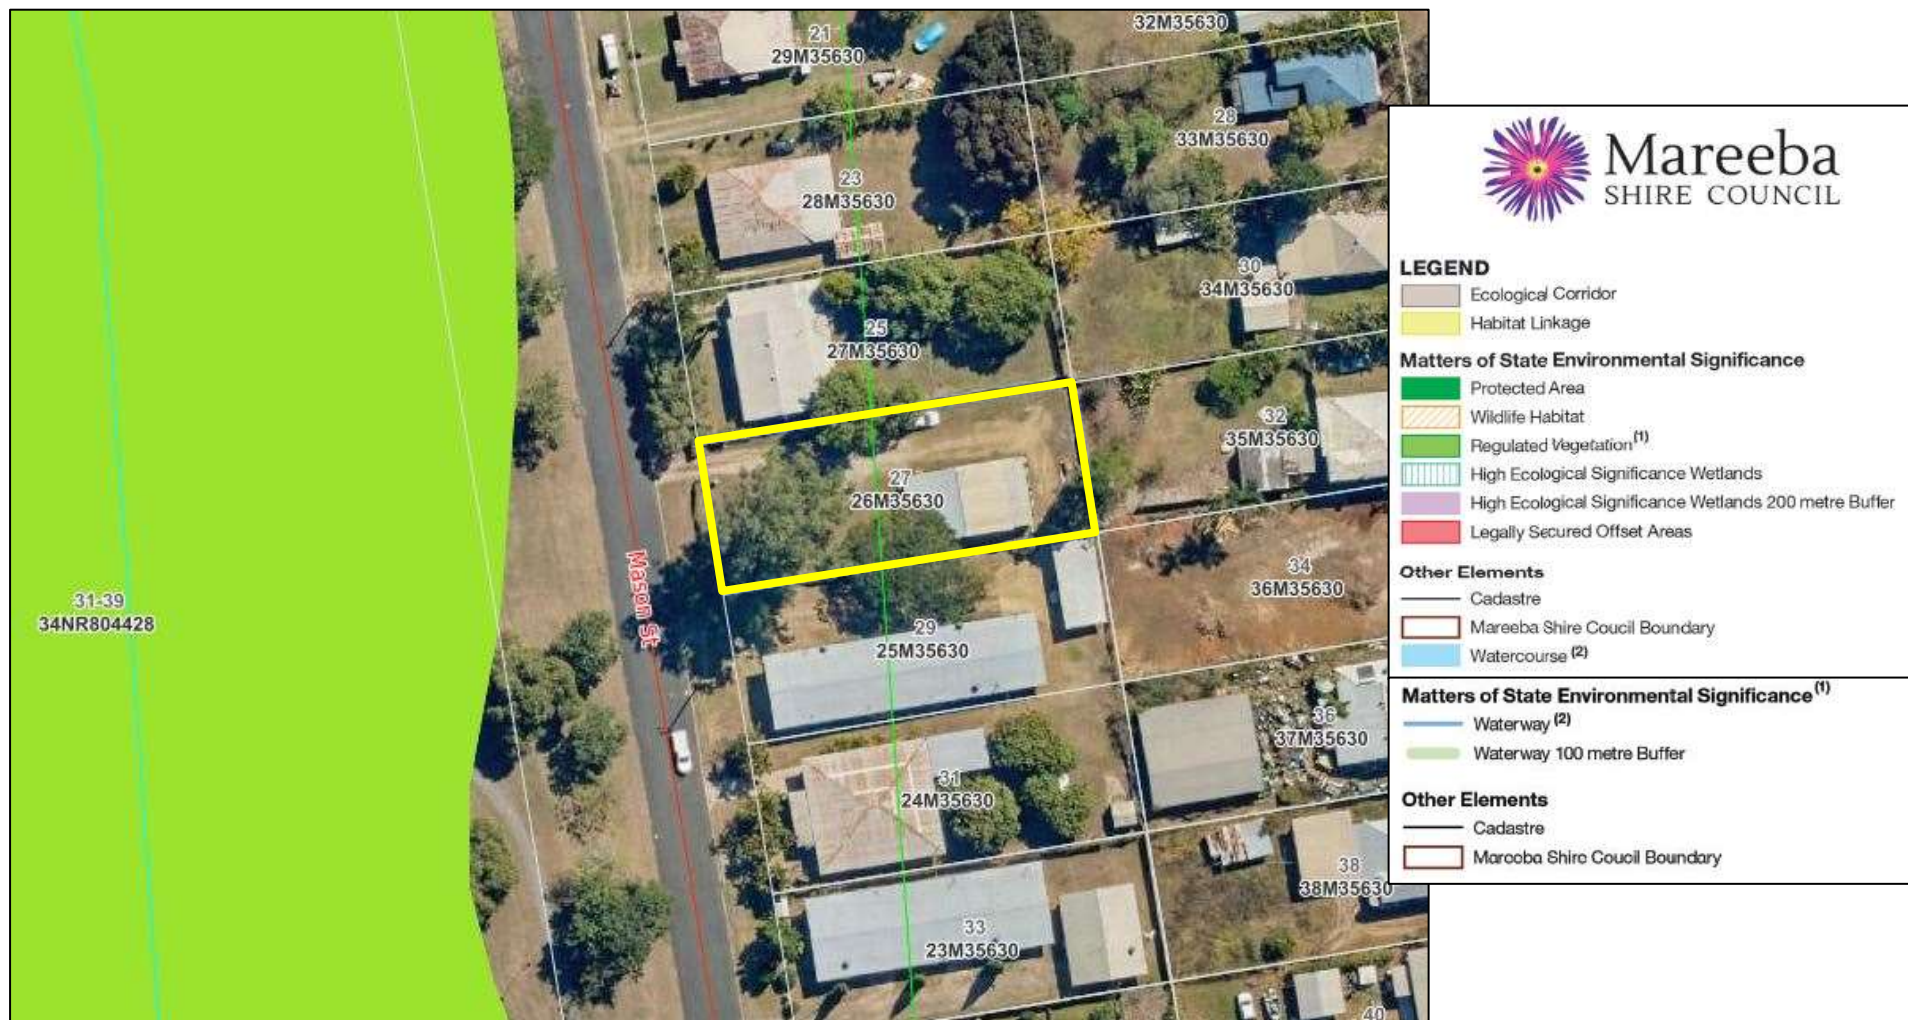 21
29M35630
32M35630
28
33M35630
23
28M35630
30
34M35630
25
27M35630
32
35M35630
27
26M35630
34
36M35630
Mason St
31-39
34NR804428
29
25M35630
36
37M35630
31
24M35630
38
38M35630
33
23M35630
40
Mareeba
SHIRE COUNCIL
LEGEND
Ecological Corridor
Habitat Linkage
Matters of State Environmental Significance
Protected Area
Wildlife Habitat
Regulated Vegetation(1)
High Ecological Significance Wetlands
High Ecological Significance Wetlands 200 metre Buffer
Legally Secured Offset Areas
Other Elements
Cadastre
Mareeba Shire Coucil Boundary
Watercourse (2)
Matters of State Environmental Significance(1)
Waterway (2)
Waterway 100 metre Buffer
Other Elements
Cadastre
Mareeba Shire Coucil Boundary